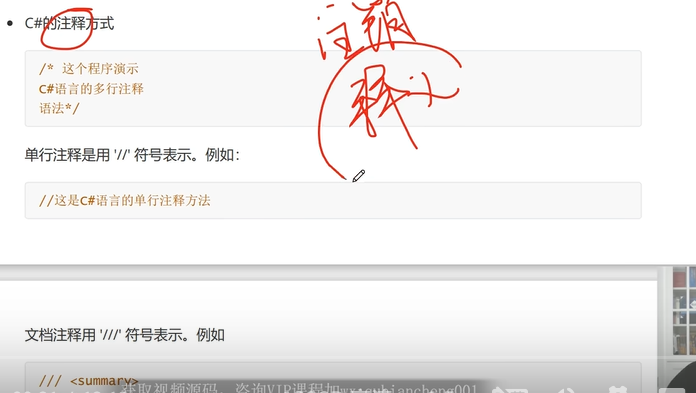 C#的注释方式
注
/* 这个程序演示
C#语言的多行注释
语法*/
释义
单行注释是用 '//' 符号表示。例如：
//这是C#语言的单行注释方法
文档注释用 '///' 符号表示。例如
/// <summary>
获取视频源码，咨询VIP课程加